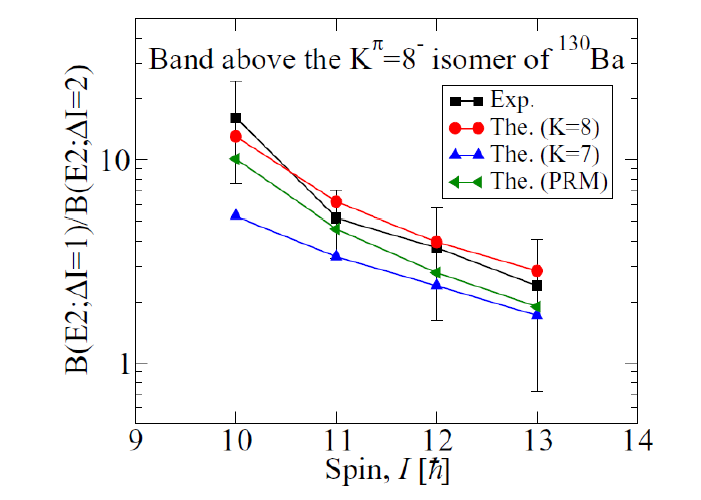 Band above the Kπ=8- isomer of 130Ba
Exp.
The. (K=8)
The. (K=7)
The. (PRM)
B(E2;ΔI=1)/B(E2;ΔI=2)
10
1
9 10 11 12 13 14
Spin, I [ħ]